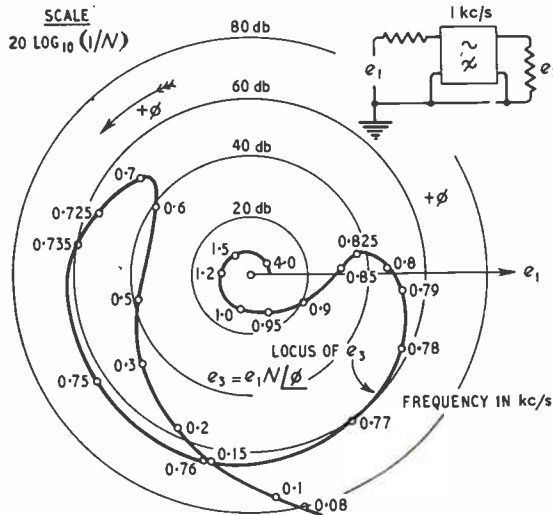 SCALE
20 LOG₁₀ (1/N)
80 db
60 db
40 db
20 db
+ϕ
+ϕ
1 kc/s
e₁
e
0.7
0.725
0.735
0.6
0.5
0.3
0.2
0.75
0.76
0.15
0.1
0.08
0.77
0.78
0.79
0.8
0.825
0.85
0.9
0.95
1.0
1.2
1.5
4.0
e₁
LOCUS OF e₃
e₃ = e₁ N/ϕ
FREQUENCY IN kc/s